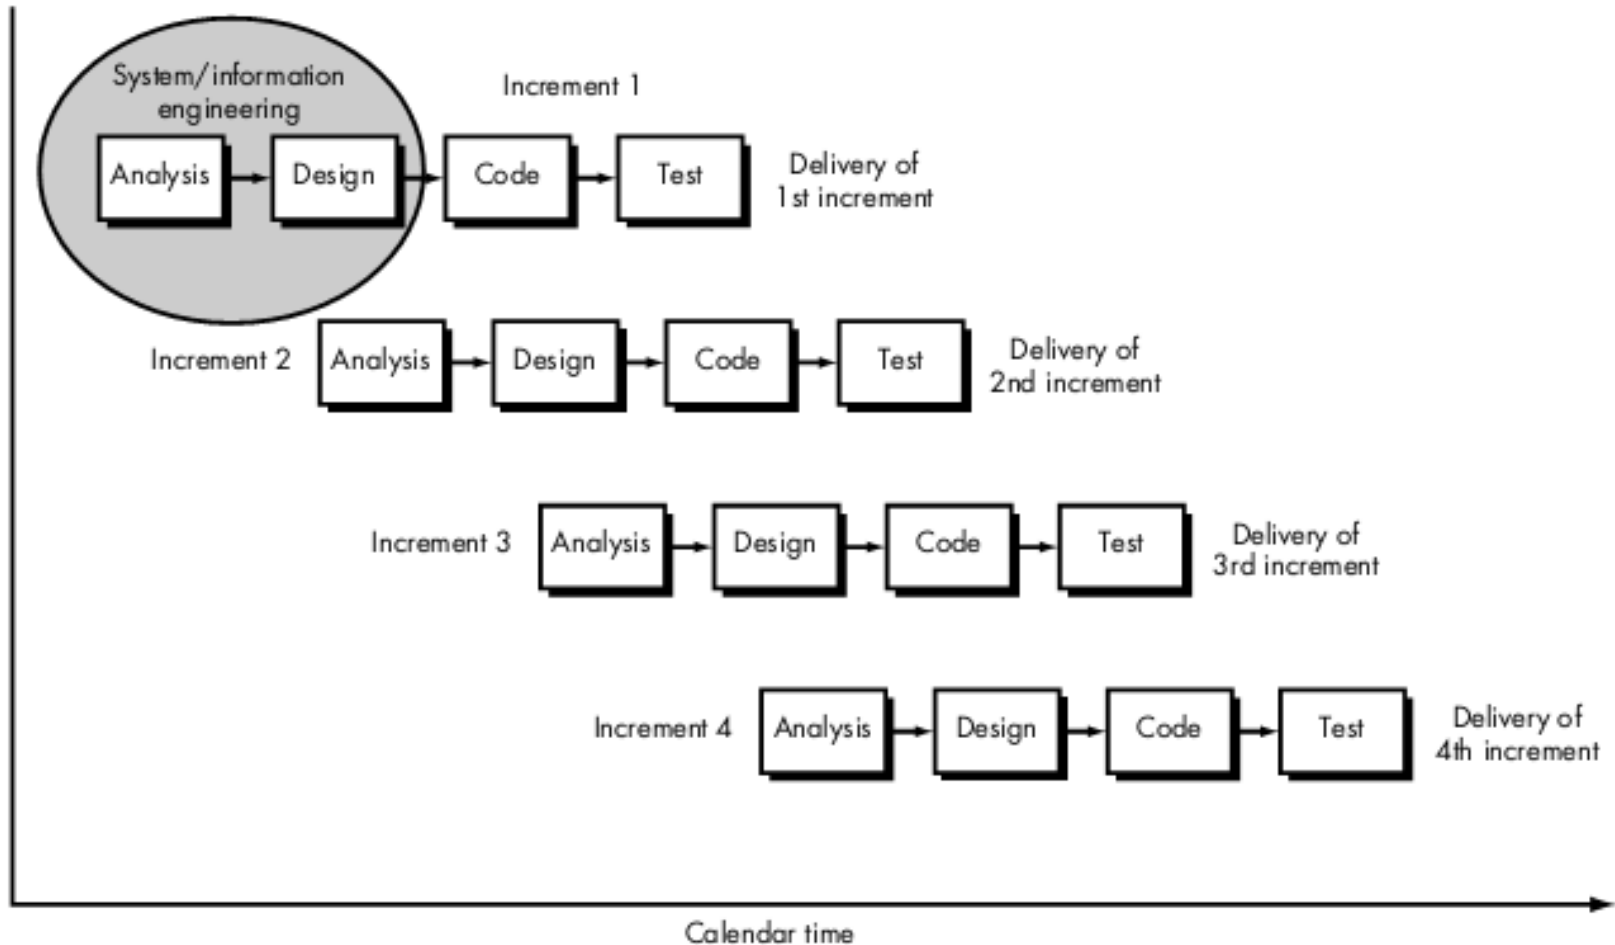 System/information
engineering
Increment 1
Analysis
Design
Code
Test
Delivery of
1st increment
Increment 2
Analysis
Design
Code
Test
Delivery of
2nd increment
Increment 3
Analysis
Design
Code
Test
Delivery of
3rd increment
Increment 4
Analysis
Design
Code
Test
Delivery of
4th increment
Calendar time